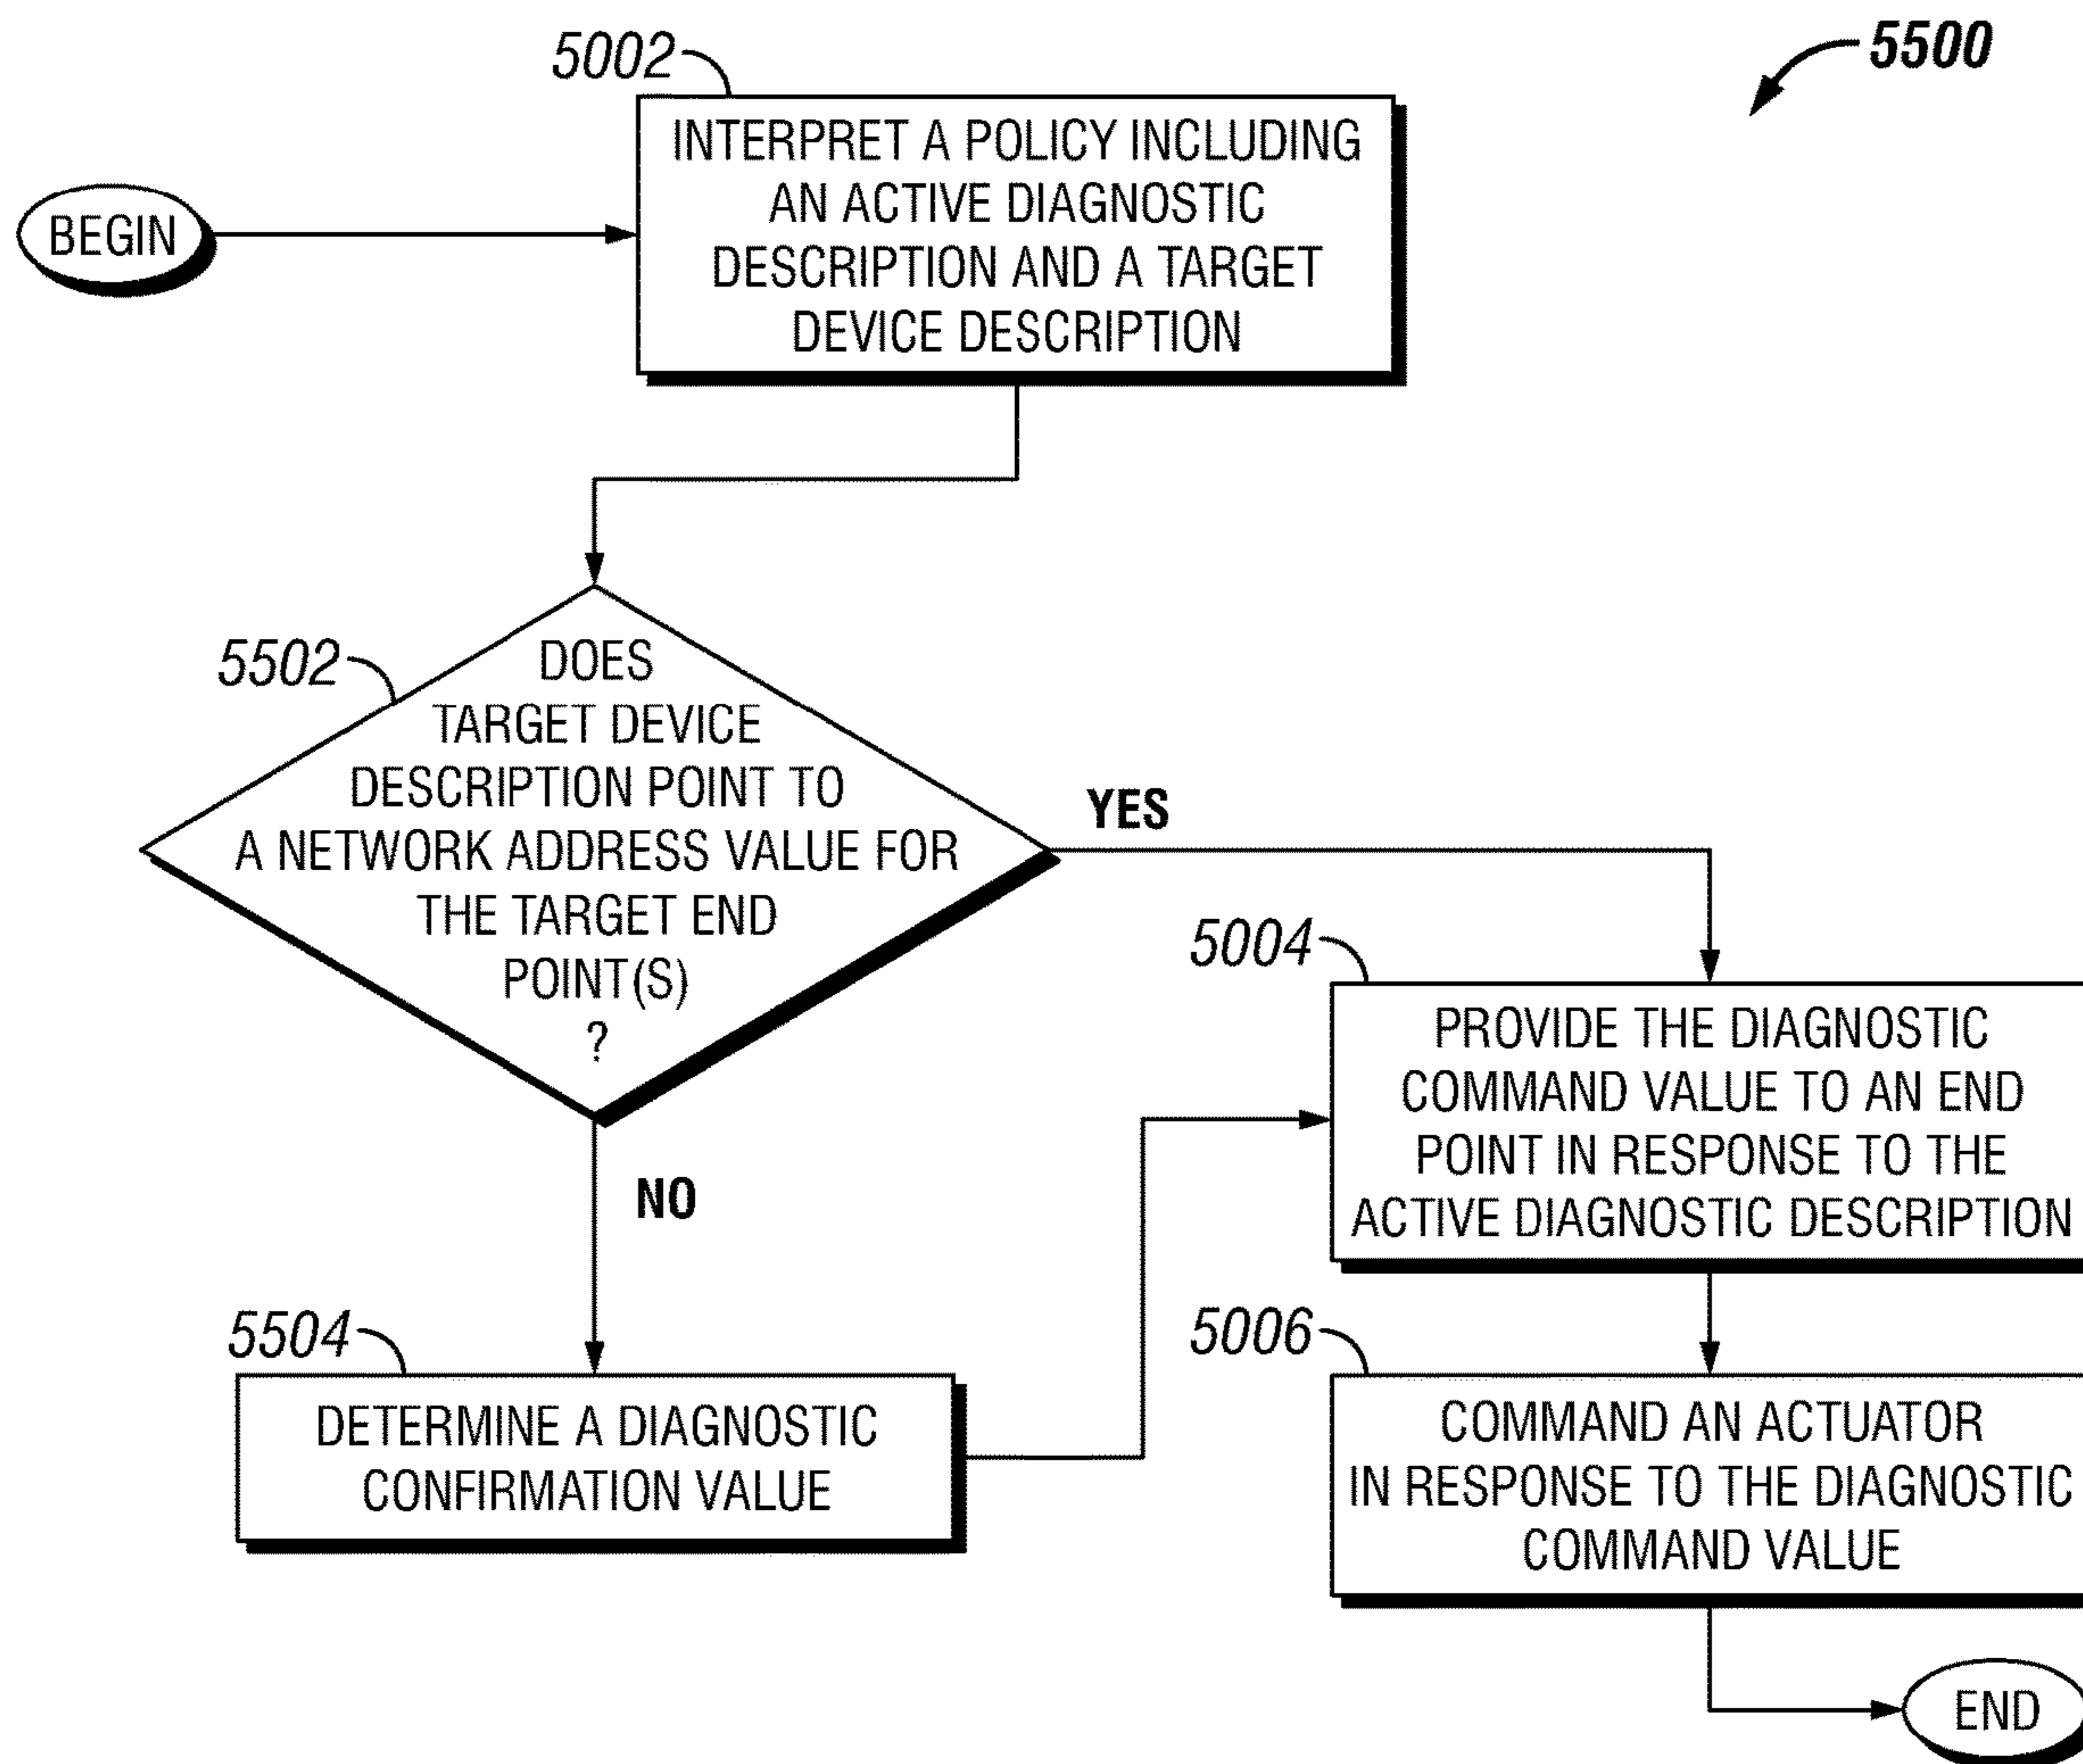 5500
5002
INTERPRET A POLICY INCLUDING
AN ACTIVE DIAGNOSTIC
DESCRIPTION AND A TARGET
DEVICE DESCRIPTION
BEGIN
5502
DOES
TARGET DEVICE
DESCRIPTION POINT TO
A NETWORK ADDRESS VALUE FOR
THE TARGET END
POINT(S)
?
YES
NO
5504
DETERMINE A DIAGNOSTIC
CONFIRMATION VALUE
5004
PROVIDE THE DIAGNOSTIC
COMMAND VALUE TO AN END
POINT IN RESPONSE TO THE
ACTIVE DIAGNOSTIC DESCRIPTION
5006
COMMAND AN ACTUATOR
IN RESPONSE TO THE DIAGNOSTIC
COMMAND VALUE
END